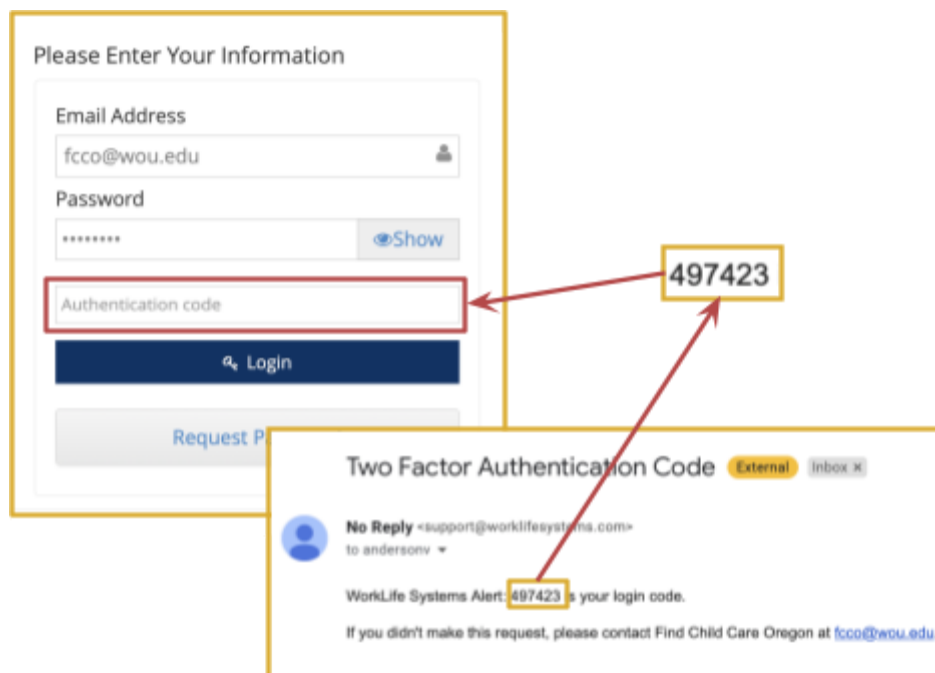 Please Enter Your Information
Email Address
fcco@wou.edu
Password
••••••••
Show
Authentication code
Login
Request P
497423
Two Factor Authentication Code External Inbox ×
No Reply <support@worklifesystems.com>
to andersonv
WorkLife Systems Alert: 497423 is your login code.
If you didn't make this request, please contact Find Child Care Oregon at fcco@wou.edu.